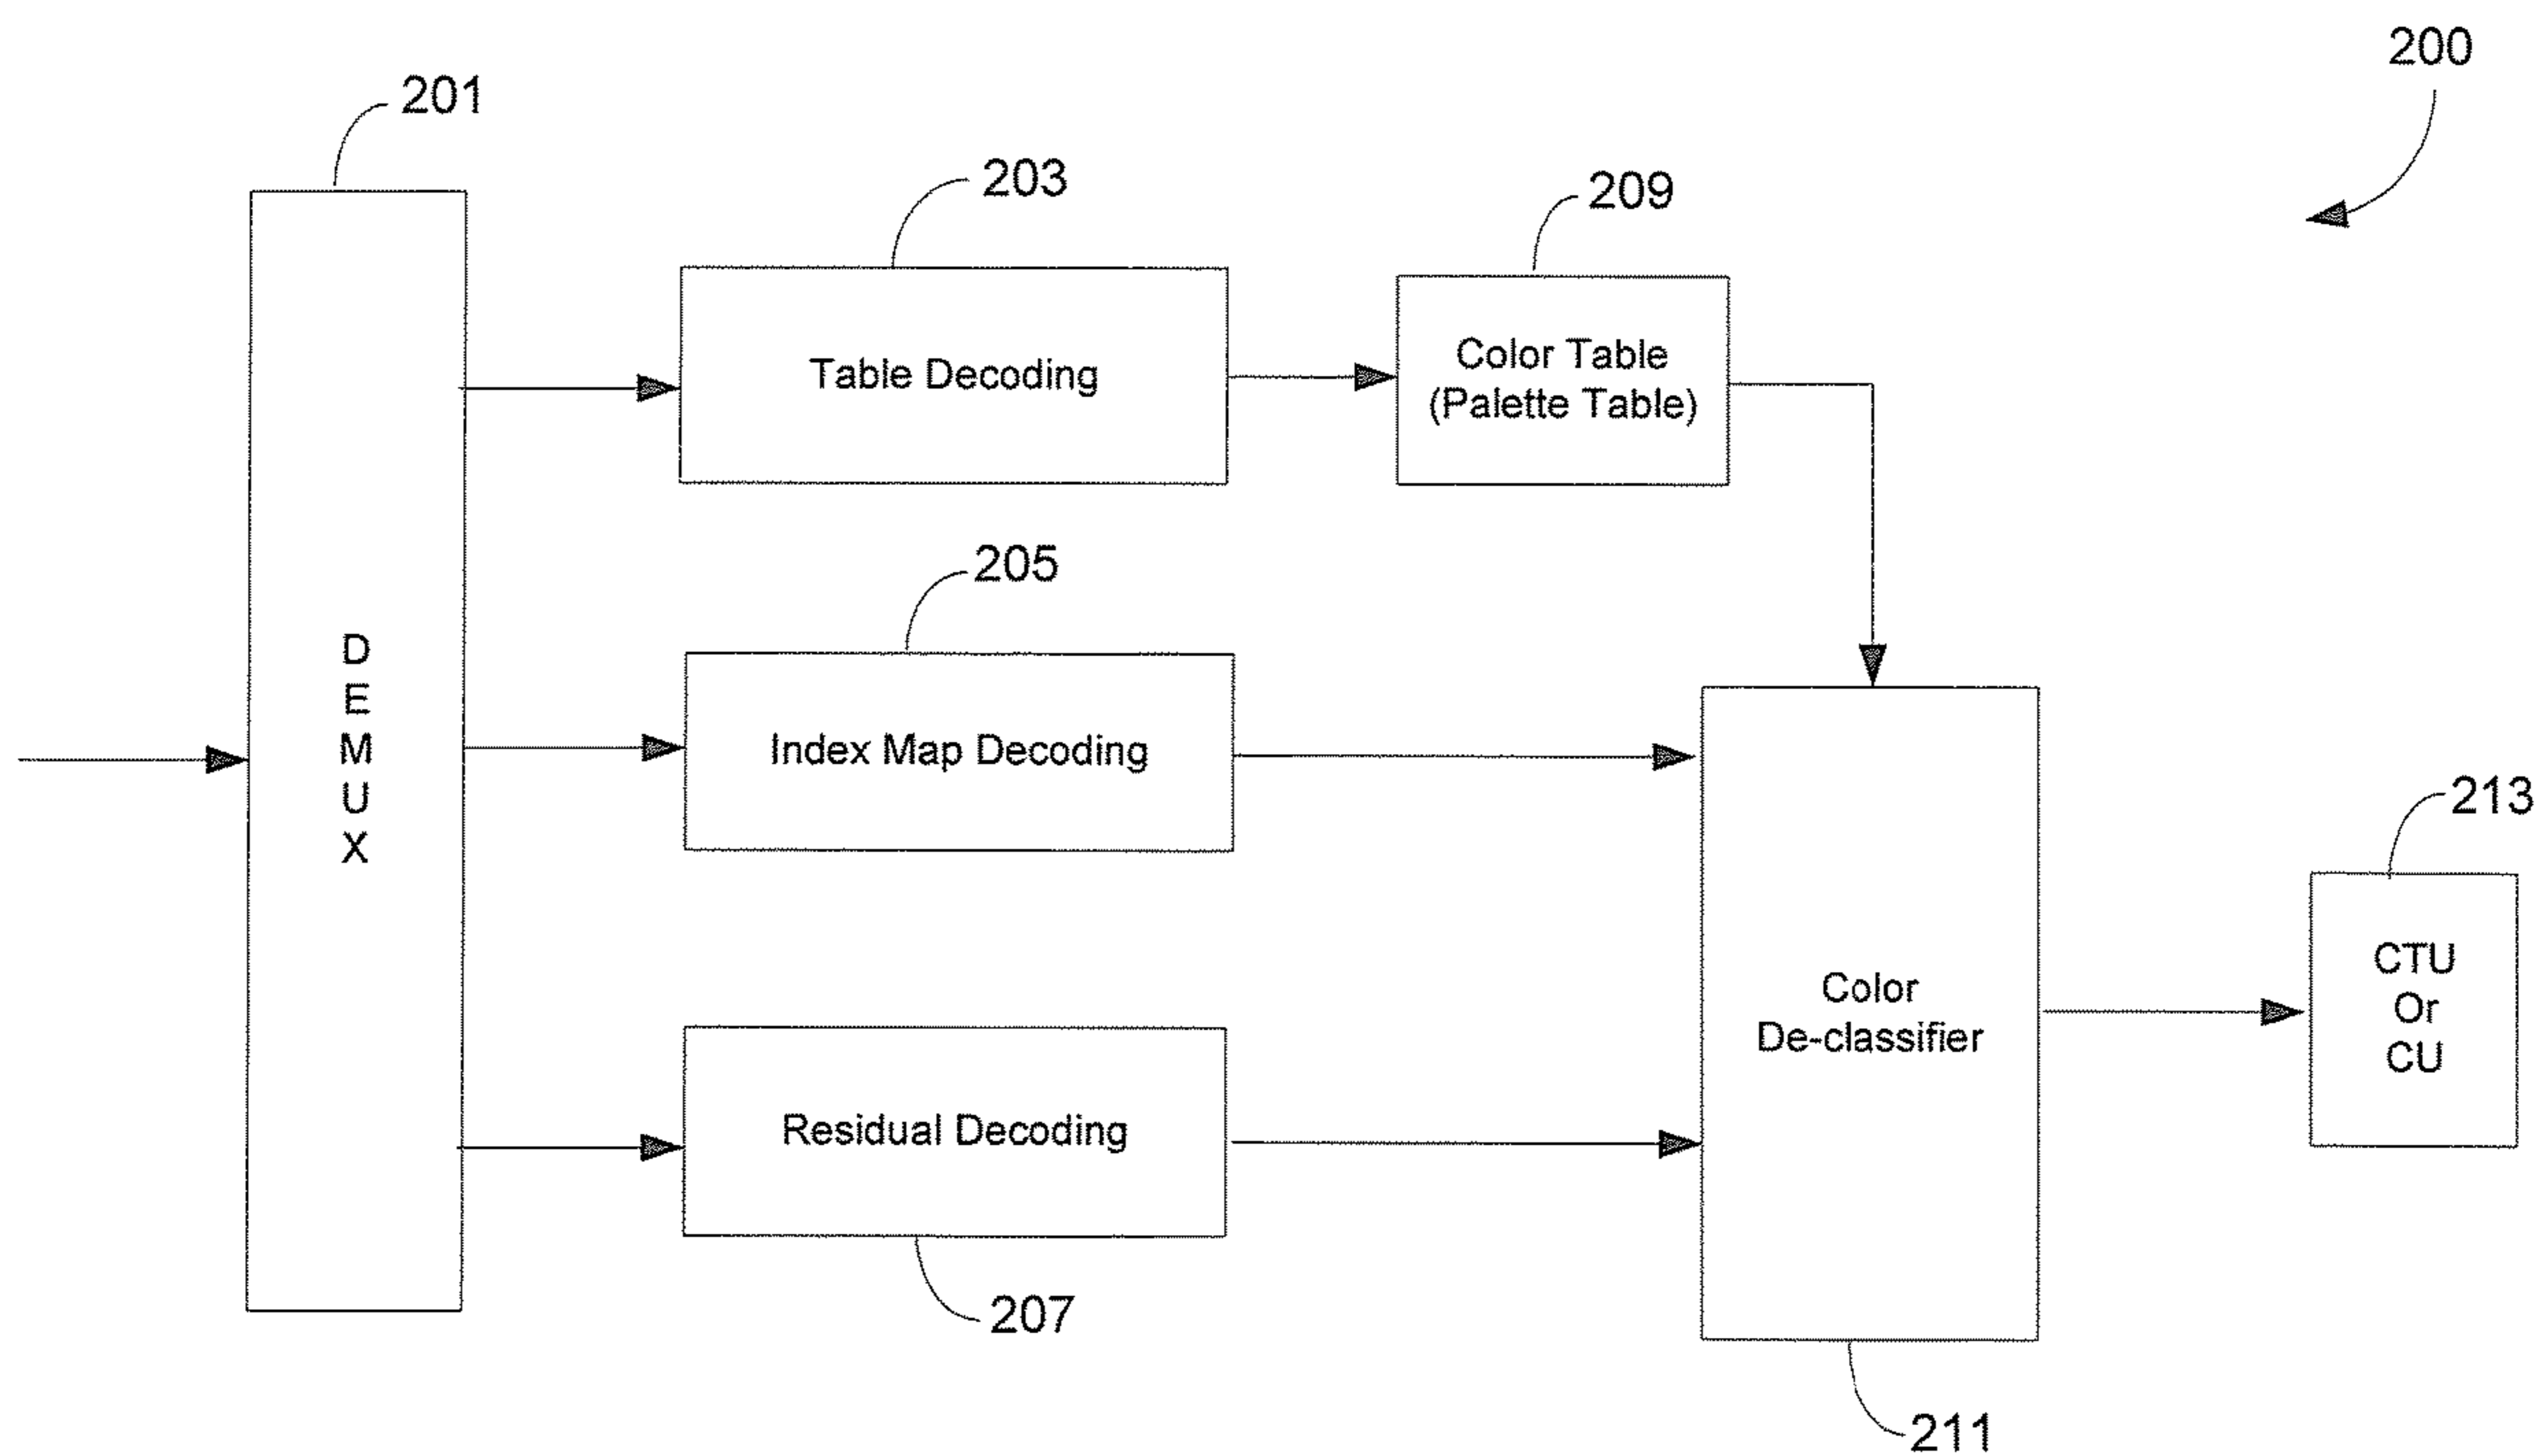 200
201
203
209
Table Decoding
Color Table
(Palette Table)
205
D
E
M
U
X
Index Map Decoding
213
CTU
Or
CU
Color
De-classifier
Residual Decoding
207
211